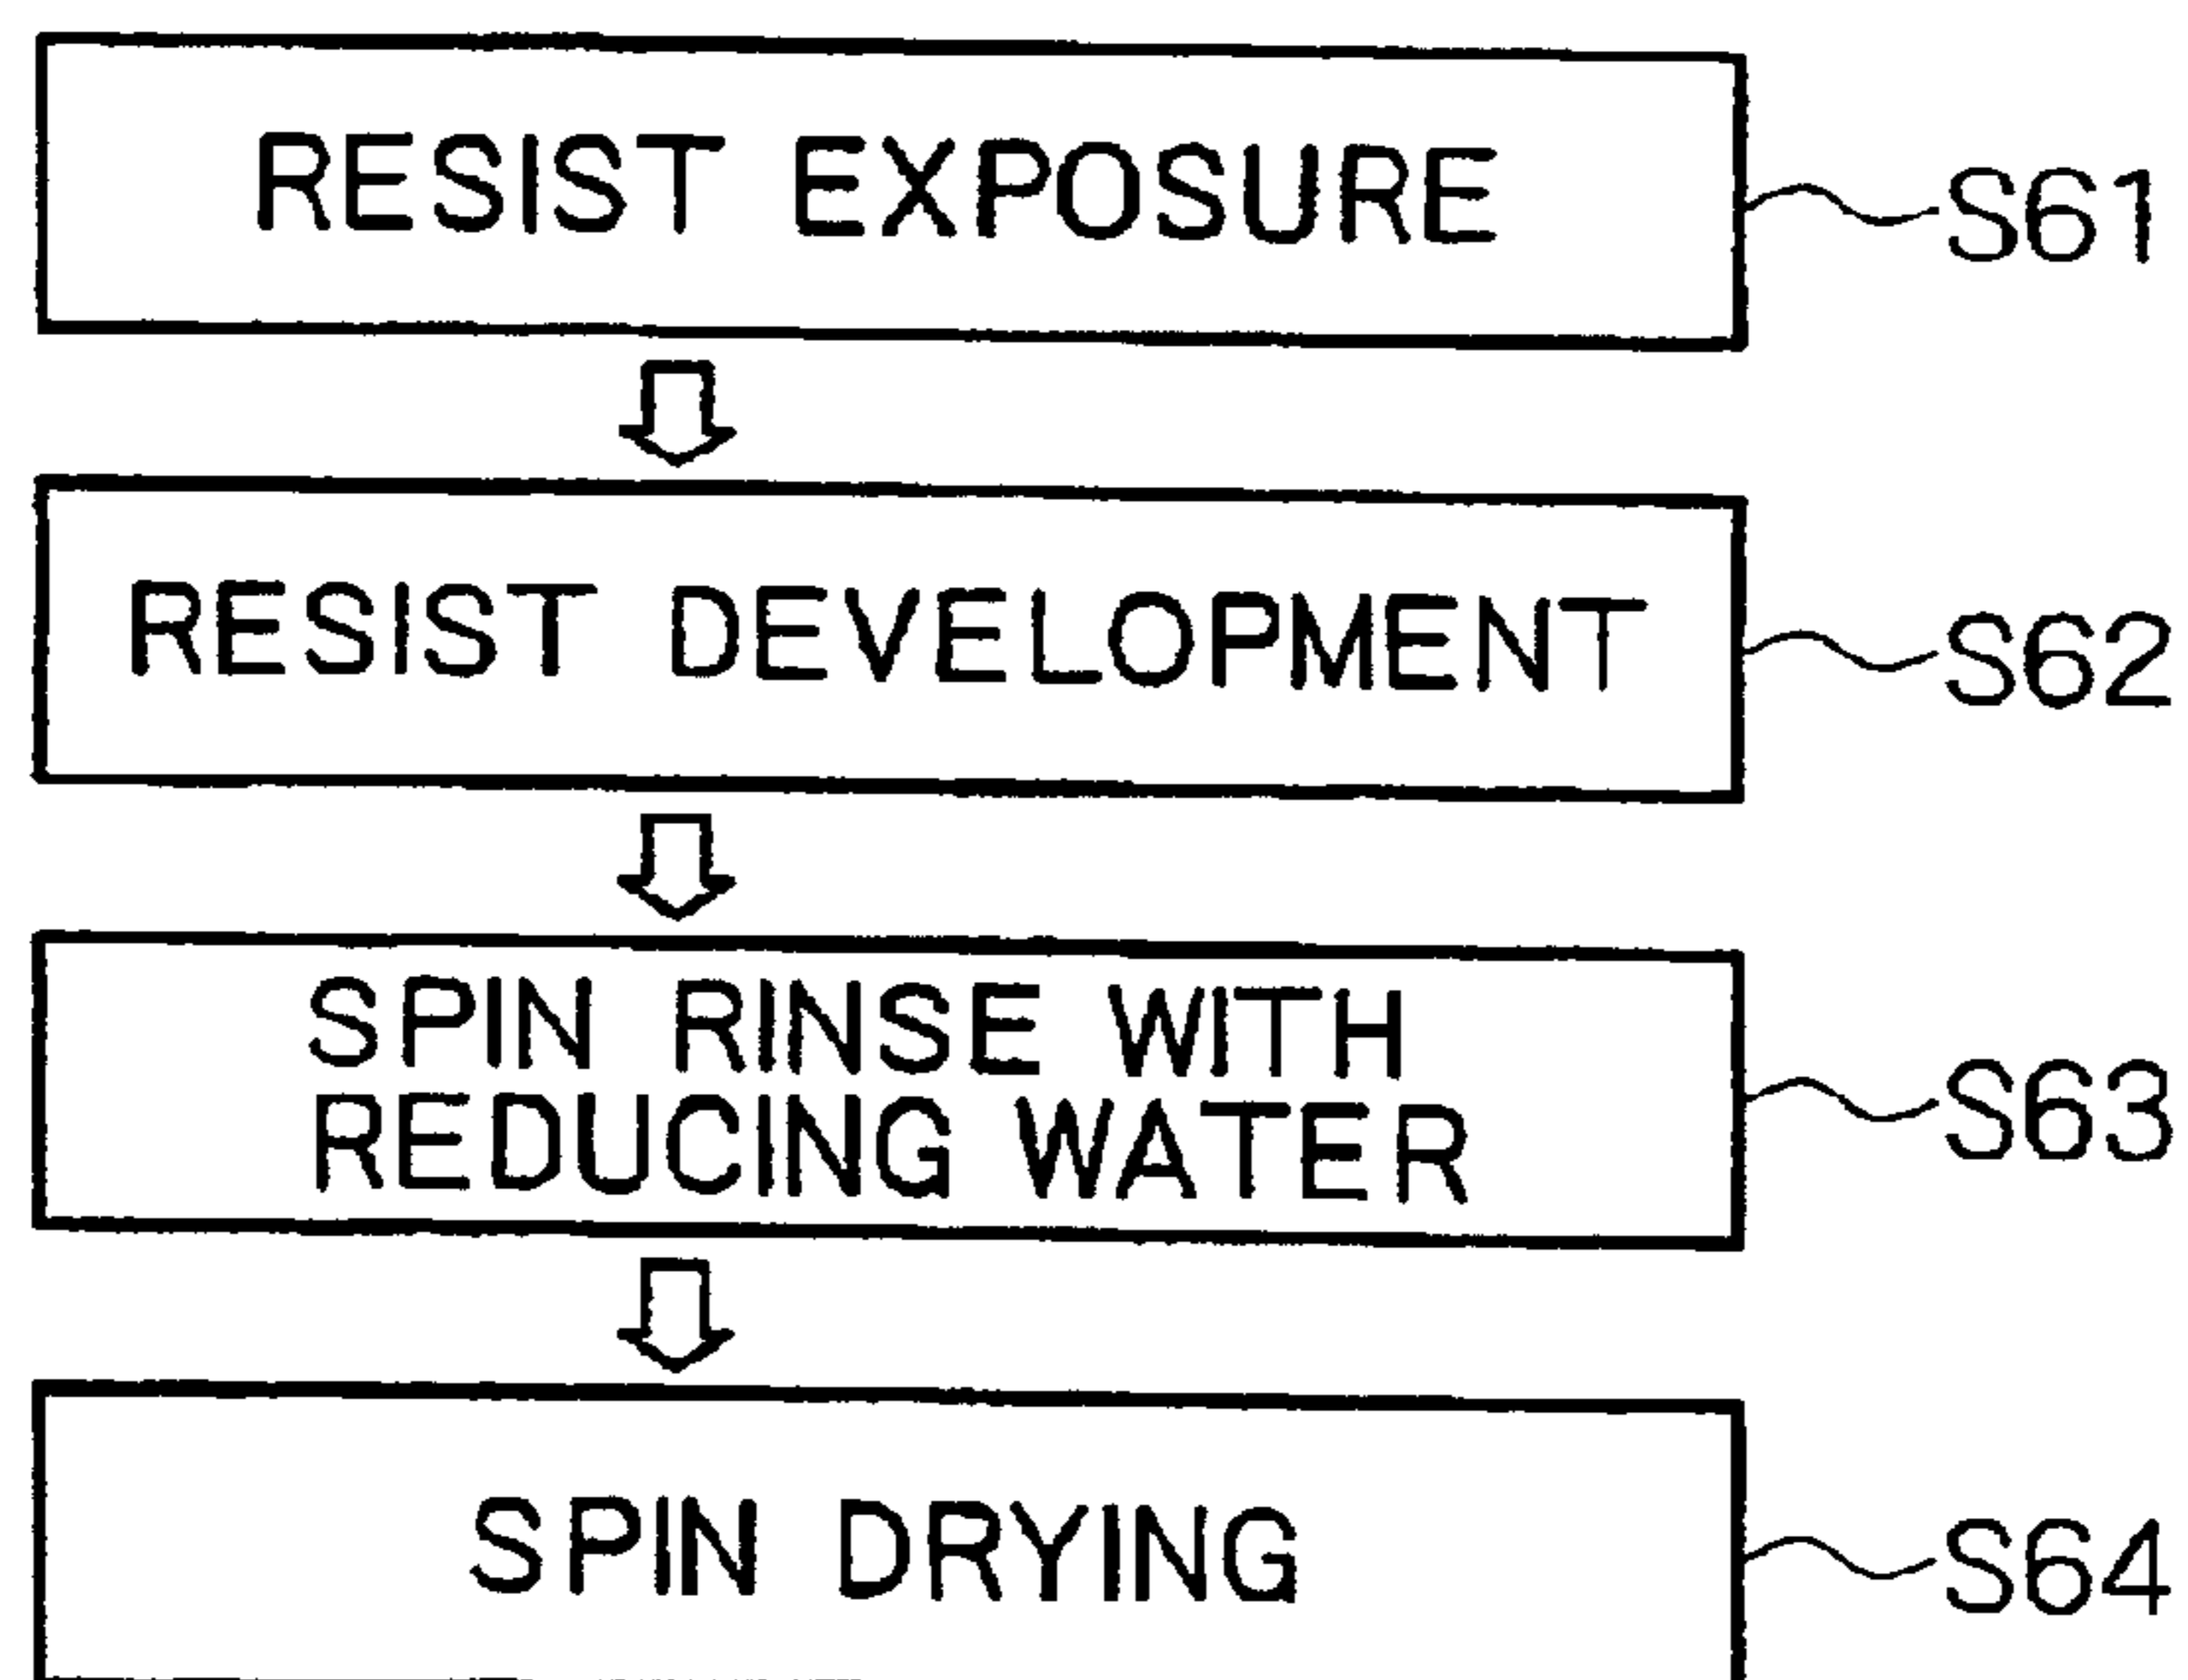 RESIST EXPOSURE
S61
RESIST DEVELOPMENT
S62
SPIN RINSE WITH
REDUCING WATER
S63
SPIN DRYING
S64